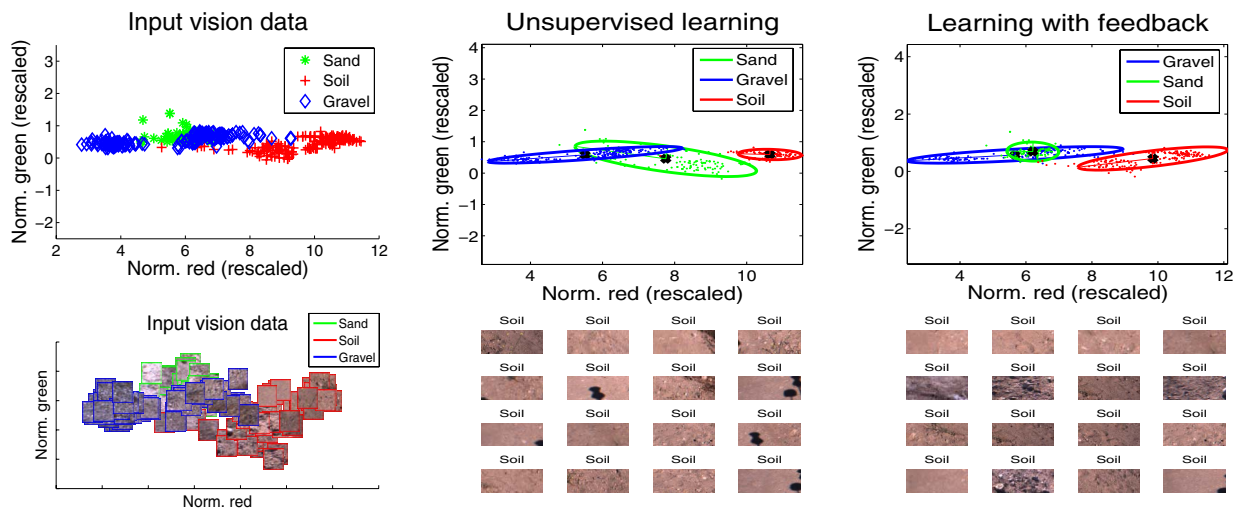 Input vision data
Norm. green (rescaled)
3
2
1
0
−1
−2
2 4 6 8 10 12
Norm. red (rescaled)
Sand
Soil
Gravel
Unsupervised learning
Norm. green (rescaled)
4
3
2
1
0
−1
−2
4 6 8 10
Norm. red (rescaled)
Sand
Gravel
Soil
Learning with feedback
Norm. green (rescaled)
4
2
0
−2
4 6 8 10 12
Norm. red (rescaled)
Gravel
Sand
Soil
Input vision data
Norm. green
Norm. red
Sand
Soil
Gravel
Soil Soil Soil Soil
Soil Soil Soil Soil
Soil Soil Soil Soil
Soil Soil Soil Soil
Soil Soil Soil Soil
Soil Soil Soil Soil
Soil Soil Soil Soil
Soil Soil Soil Soil